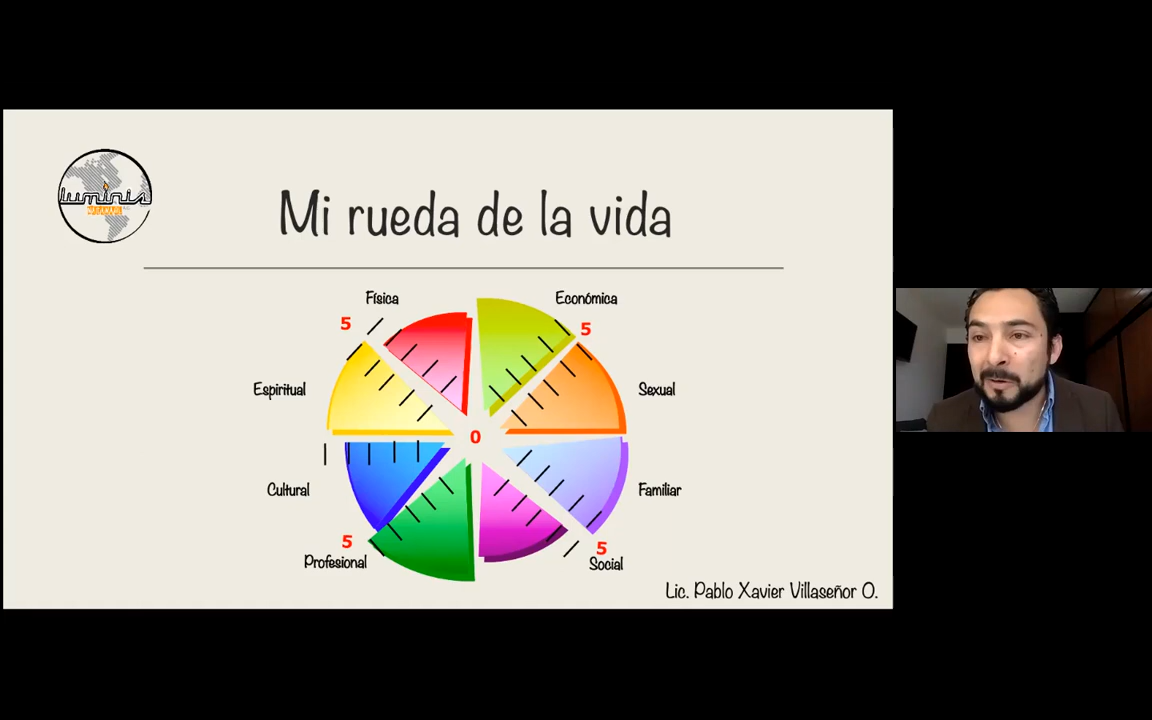 luminis
Mi rueda de la vida
Física
Económica
5
5
Espiritual
Sexual
0
Cultural
Familiar
5
5
Profesional
Social
Lic. Pablo Xavier Villaseñor O.